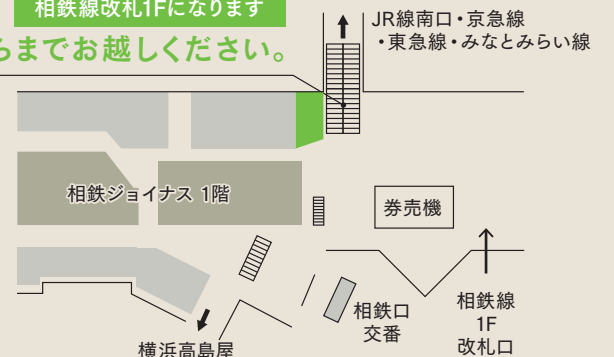 相鉄線改札1Fになります
らまでお越しください。
JR線南口・京急線
・東急線・みなとみらい線
相鉄ジョイナス 1階
券売機
相鉄口
交番
相鉄線
1F
改札口
横浜高島屋